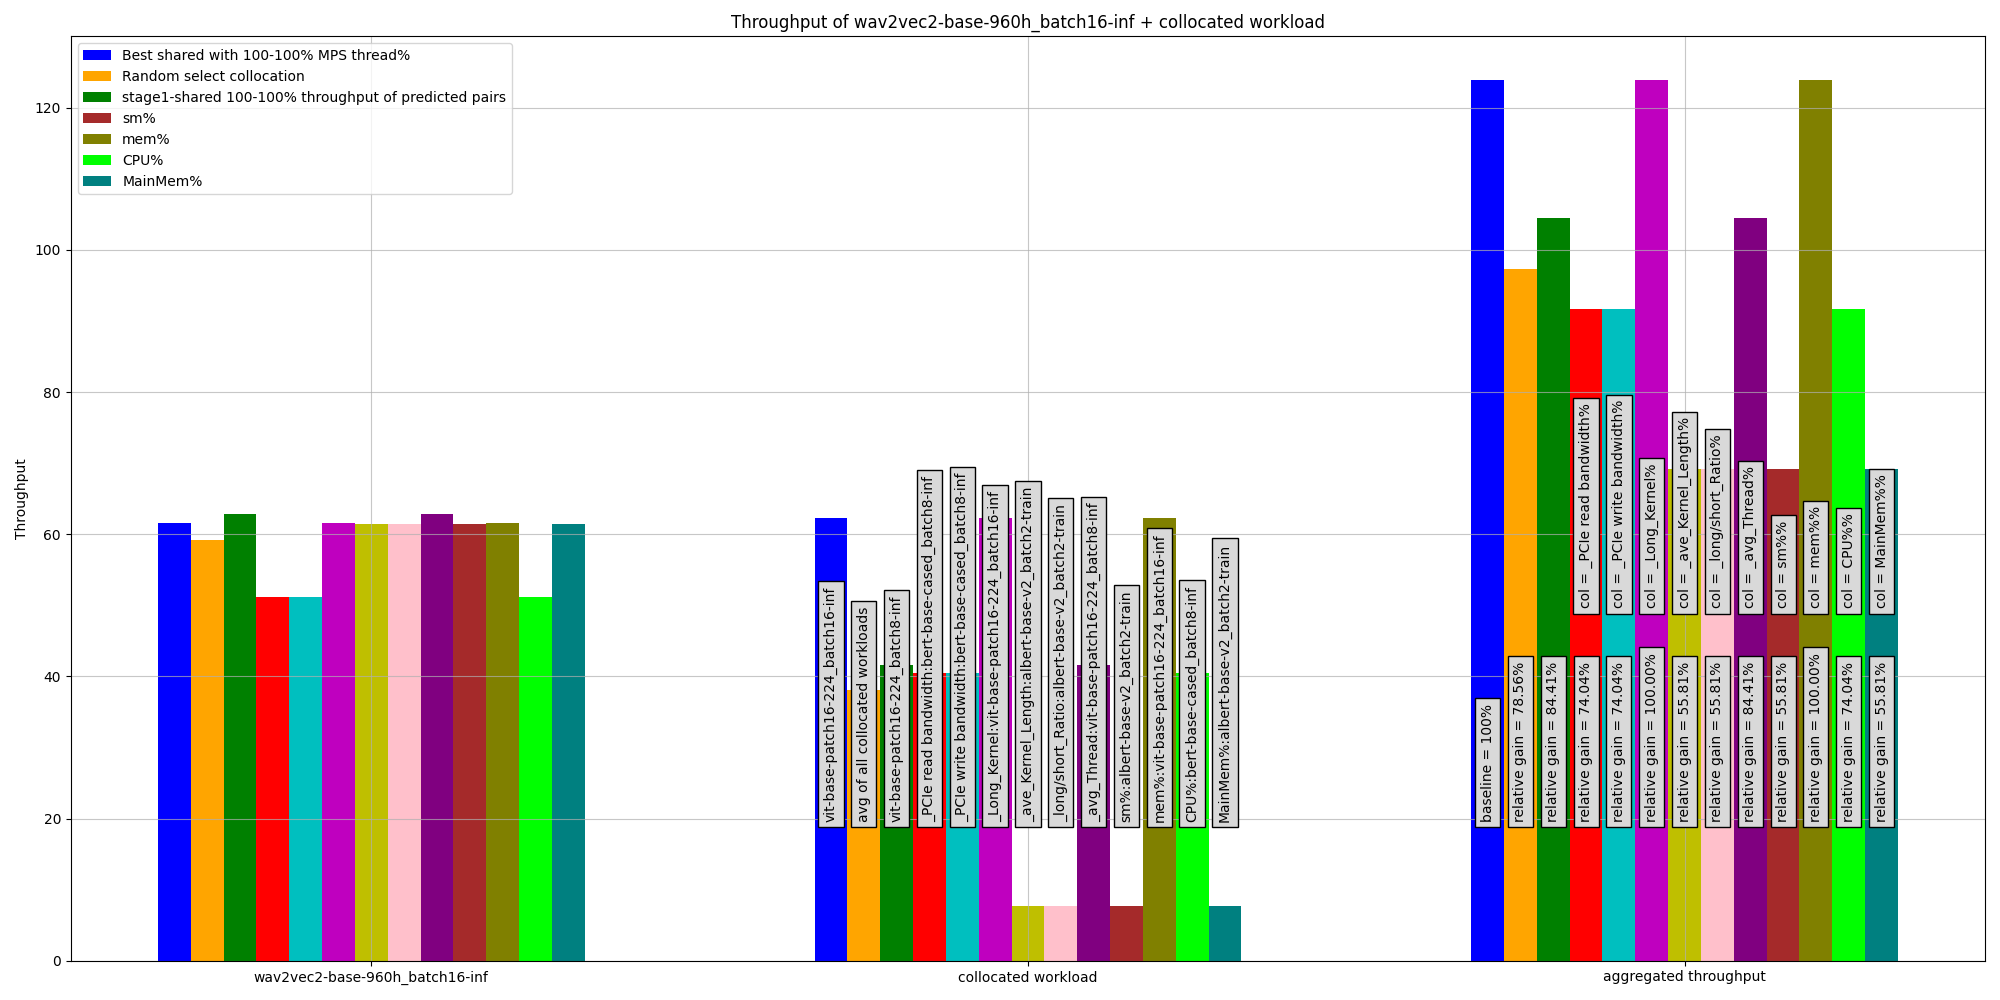 Throughput of wav2vec2-base-960h_batch16-inf + collocated workload
Best shared with 100-100% MPS thread%
Random select collocation
stage1-shared 100-100% throughput of predicted pairs
sm%
mem%
CPU%
MainMem%
Throughput
120
100
80
60
40
20
0
vit-base-patch16-224_batch16-inf
avg of all collocated workloads
vit-base-patch16-224_batch8-inf
_PCIe read bandwidth:bert-base-cased_batch8-inf
_PCIe write bandwidth:bert-base-cased_batch8-inf
_Long_Kernel:vit-base-patch16-224_batch16-inf
_ave_Kernel_Length:albert-base-v2_batch2-train
_long/short_Ratio:albert-base-v2_batch2-train
_avg_Thread:vit-base-patch16-224_batch8-inf
sm%:albert-base-v2_batch2-train
mem%:vit-base-patch16-224_batch16-inf
CPU%:bert-base-cased_batch8-inf
MainMem%:albert-base-v2_batch2-train
col = _PCIe read bandwidth%
col = _PCIe write bandwidth%
col = _Long_Kernel%
col = _ave_Kernel_Length%
col = _long/short_Ratio%
col = _avg_Thread%
col = sm%%
col = mem%%
col = CPU%%
col = MainMem%%
baseline = 100%
relative gain = 78.56%
relative gain = 84.41%
relative gain = 74.04%
relative gain = 74.04%
relative gain = 100.00%
relative gain = 55.81%
relative gain = 55.81%
relative gain = 84.41%
relative gain = 55.81%
relative gain = 100.00%
relative gain = 74.04%
relative gain = 55.81%
wav2vec2-base-960h_batch16-inf
collocated workload
aggregated throughput